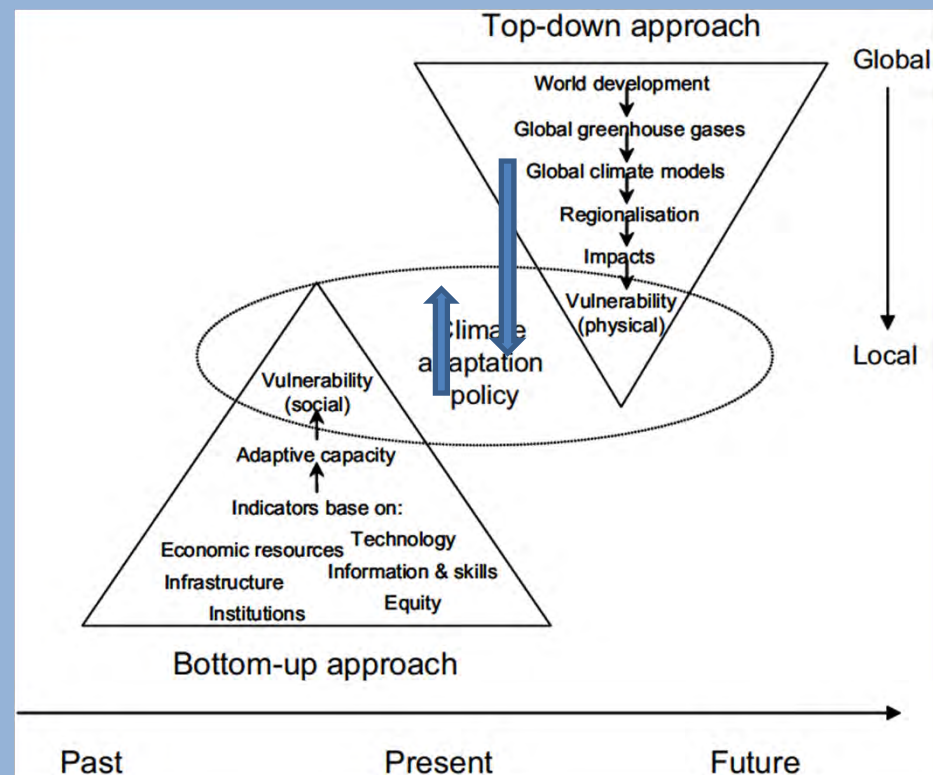 Top-down approach
Global
World development
Global greenhouse gases
Global climate models
Regionalisation
Impacts
Vulnerability
(physical)
Local
Climate
adaptation
policy
Vulnerability
(social)
Adaptive capacity
Indicators base on:
Economic resources
Technology
Infrastructure
Information & skills
Institutions
Equity
Bottom-up approach
Past
Present
Future